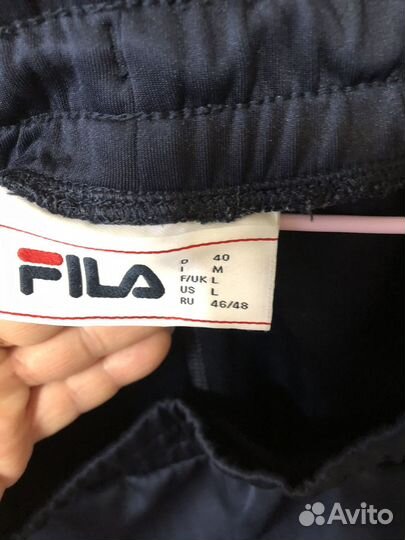 FILA
D 40
I M
F/UK L
US L
RU 46/48
Avito